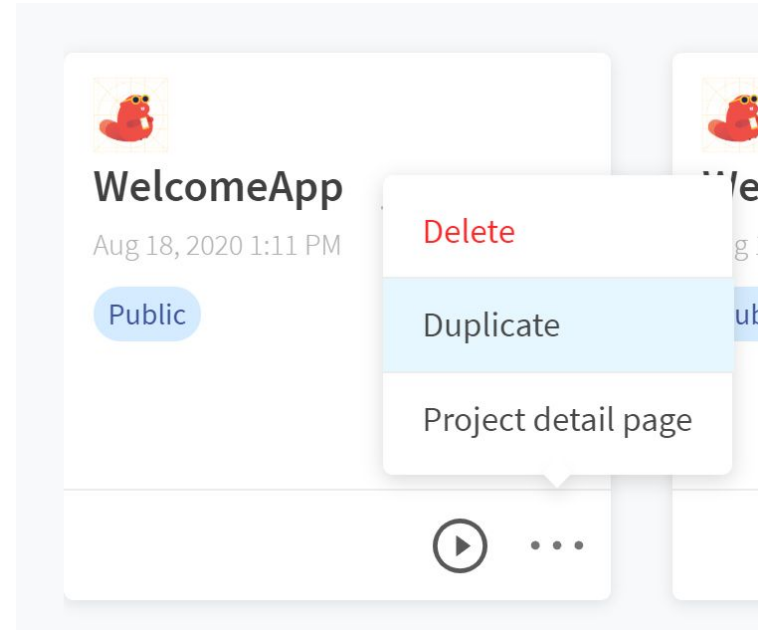 WelcomeApp
Aug 18, 2020 1:11 PM
Public
Delete
Duplicate
Project detail page